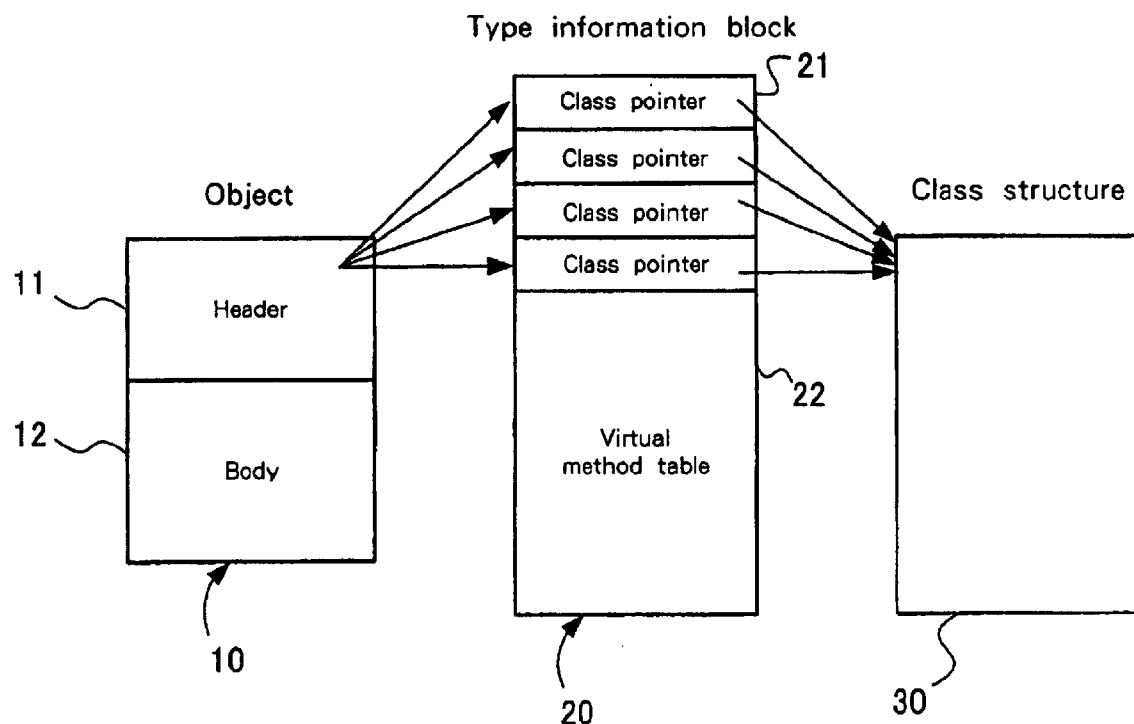 Type information block
21
Class pointer
Class pointer
Class pointer
Class pointer
Object
Class structure
11
Header
12
Body
22
Virtual
method table
10
20
30